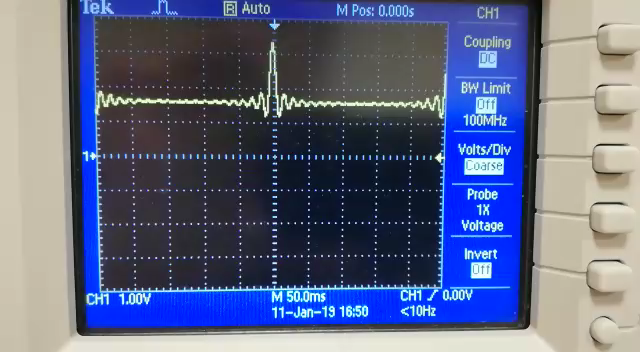 Tek R Auto M Pos: 0.000s CH1
Coupling
DC
BW Limit
Off
100MHz
Volts/Div
Coarse
Probe
1X
Voltage
Invert
Off
1
CH1 1.00V M 50.0ms CH1 0.00V
11-Jan-19 16:50 <10Hz